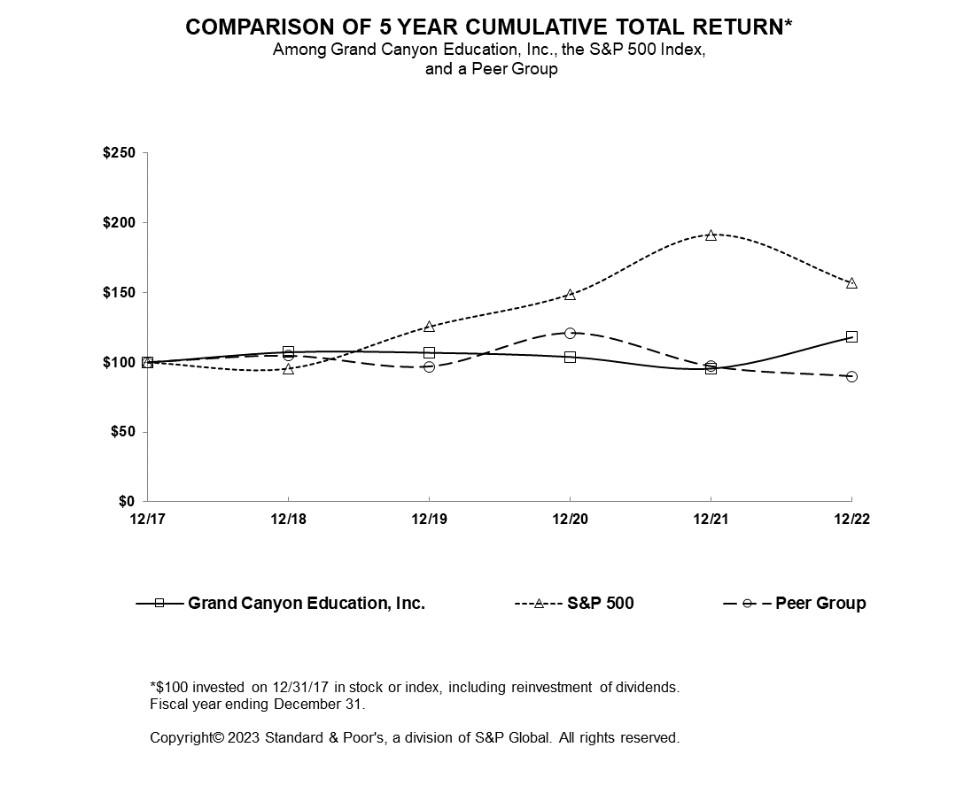 COMPARISON OF 5 YEAR CUMULATIVE TOTAL RETURN*
Among Grand Canyon Education, Inc., the S&P 500 Index,
and a Peer Group
$250
$200
$150
$100
$50
$0
12/17 12/18 12/19 12/20 12/21 12/22
Grand Canyon Education, Inc. S&P 500 Peer Group
*$100 invested on 12/31/17 in stock or index, including reinvestment of dividends.
Fiscal year ending December 31.
Copyright© 2023 Standard & Poor's, a division of S&P Global. All rights reserved.